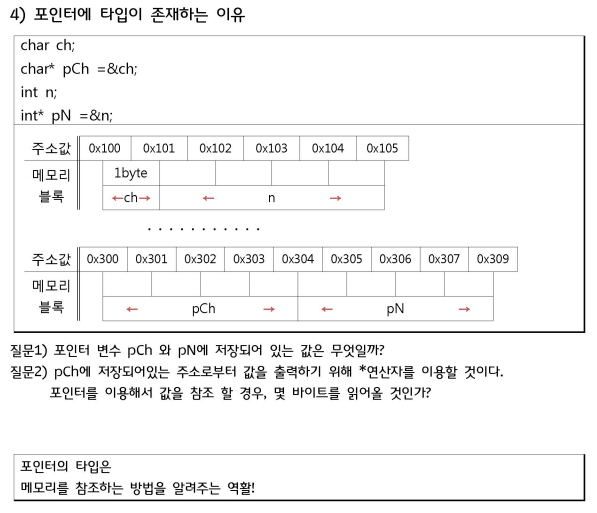 4) 포인터에 타입이 존재하는 이유
char ch;
char* pCh =&ch;
int n;
int* pN =&n;
주소값 0x100 0x101 0x102 0x103 0x104 0x105
메모리 1byte
블록 ←ch→ ← n →
. . . . . . . . . . .
주소값 0x300 0x301 0x302 0x303 0x304 0x305 0x306 0x307 0x309
메모리
블록 ← pCh → ← pN →
질문1) 포인터 변수 pCh 와 pN에 저장되어 있는 값은 무엇일까?
질문2) pCh에 저장되어있는 주소로부터 값을 출력하기 위해 *연산자를 이용할 것이다.
포인터를 이용해서 값을 참조 할 경우, 몇 바이트를 읽어올 것인가?
포인터의 타입은
메모리를 참조하는 방법을 알려주는 역활!